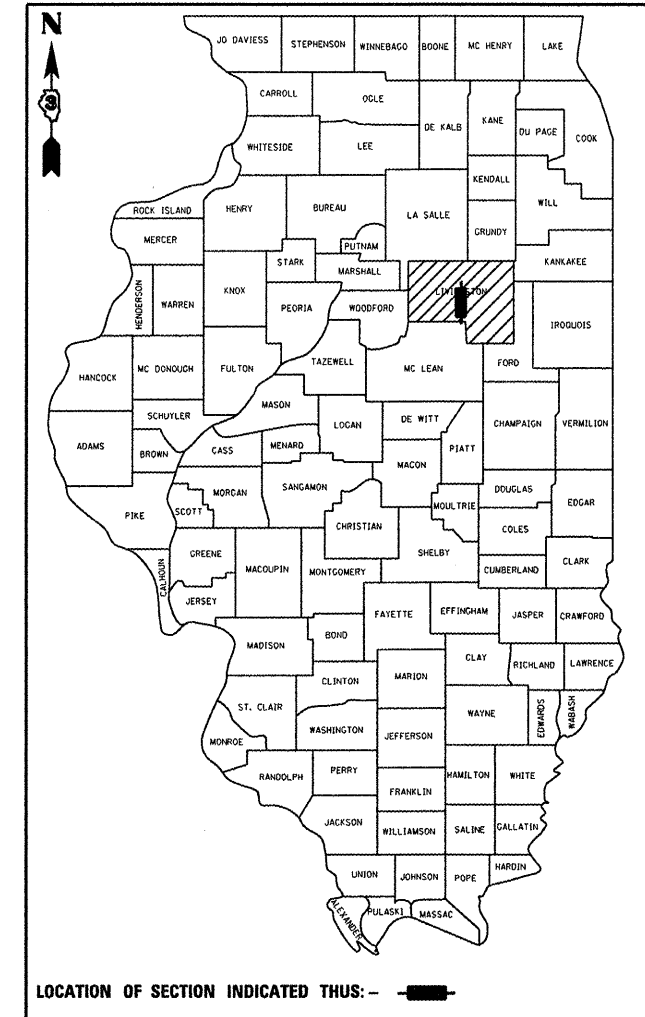 N
3
JO DAVIESS
STEPHENSON
WINNEBAGO
BOONE
MC HENRY
LAKE
CARROLL
OGLE
DE KALB
KANE
DU PAGE
COOK
WHITESIDE
LEE
KENDALL
WILL
ROCK ISLAND
HENRY
BUREAU
LA SALLE
GRUNDY
MERCER
PUTNAM
KANKAKEE
STARK
MARSHALL
LIVINGSTON
HENDERSON
WARREN
KNOX
PEORIA
WOODFORD
IROQUOIS
HANCOCK
MC DONOUGH
FULTON
TAZEWELL
MC LEAN
FORD
MASON
SCHUYLER
LOGAN
DE WITT
CHAMPAIGN
VERMILION
ADAMS
BROWN
CASS
MENARD
PIATT
MACON
MORGAN
SANGAMON
DOUGLAS
EDGAR
PIKE
SCOTT
MOULTRIE
CHRISTIAN
COLES
GREENE
SHELBY
CALHOUN
MACOUPIN
MONTGOMERY
CUMBERLAND
CLARK
JERSEY
FAYETTE
EFFINGHAM
JASPER
CRAWFORD
MADISON
BOND
CLAY
RICHLAND
LAWRENCE
MARION
CLINTON
ST. CLAIR
WAYNE
EDWARDS
WABASH
WASHINGTON
JEFFERSON
MONROE
RANDOLPH
PERRY
HAMILTON
WHITE
FRANKLIN
JACKSON
WILLIAMSON
SALINE
GALLATIN
UNION
JOHNSON
POPE
HARDIN
ALEXANDER
PULASKI
MASSAC
LOCATION OF SECTION INDICATED THUS: –